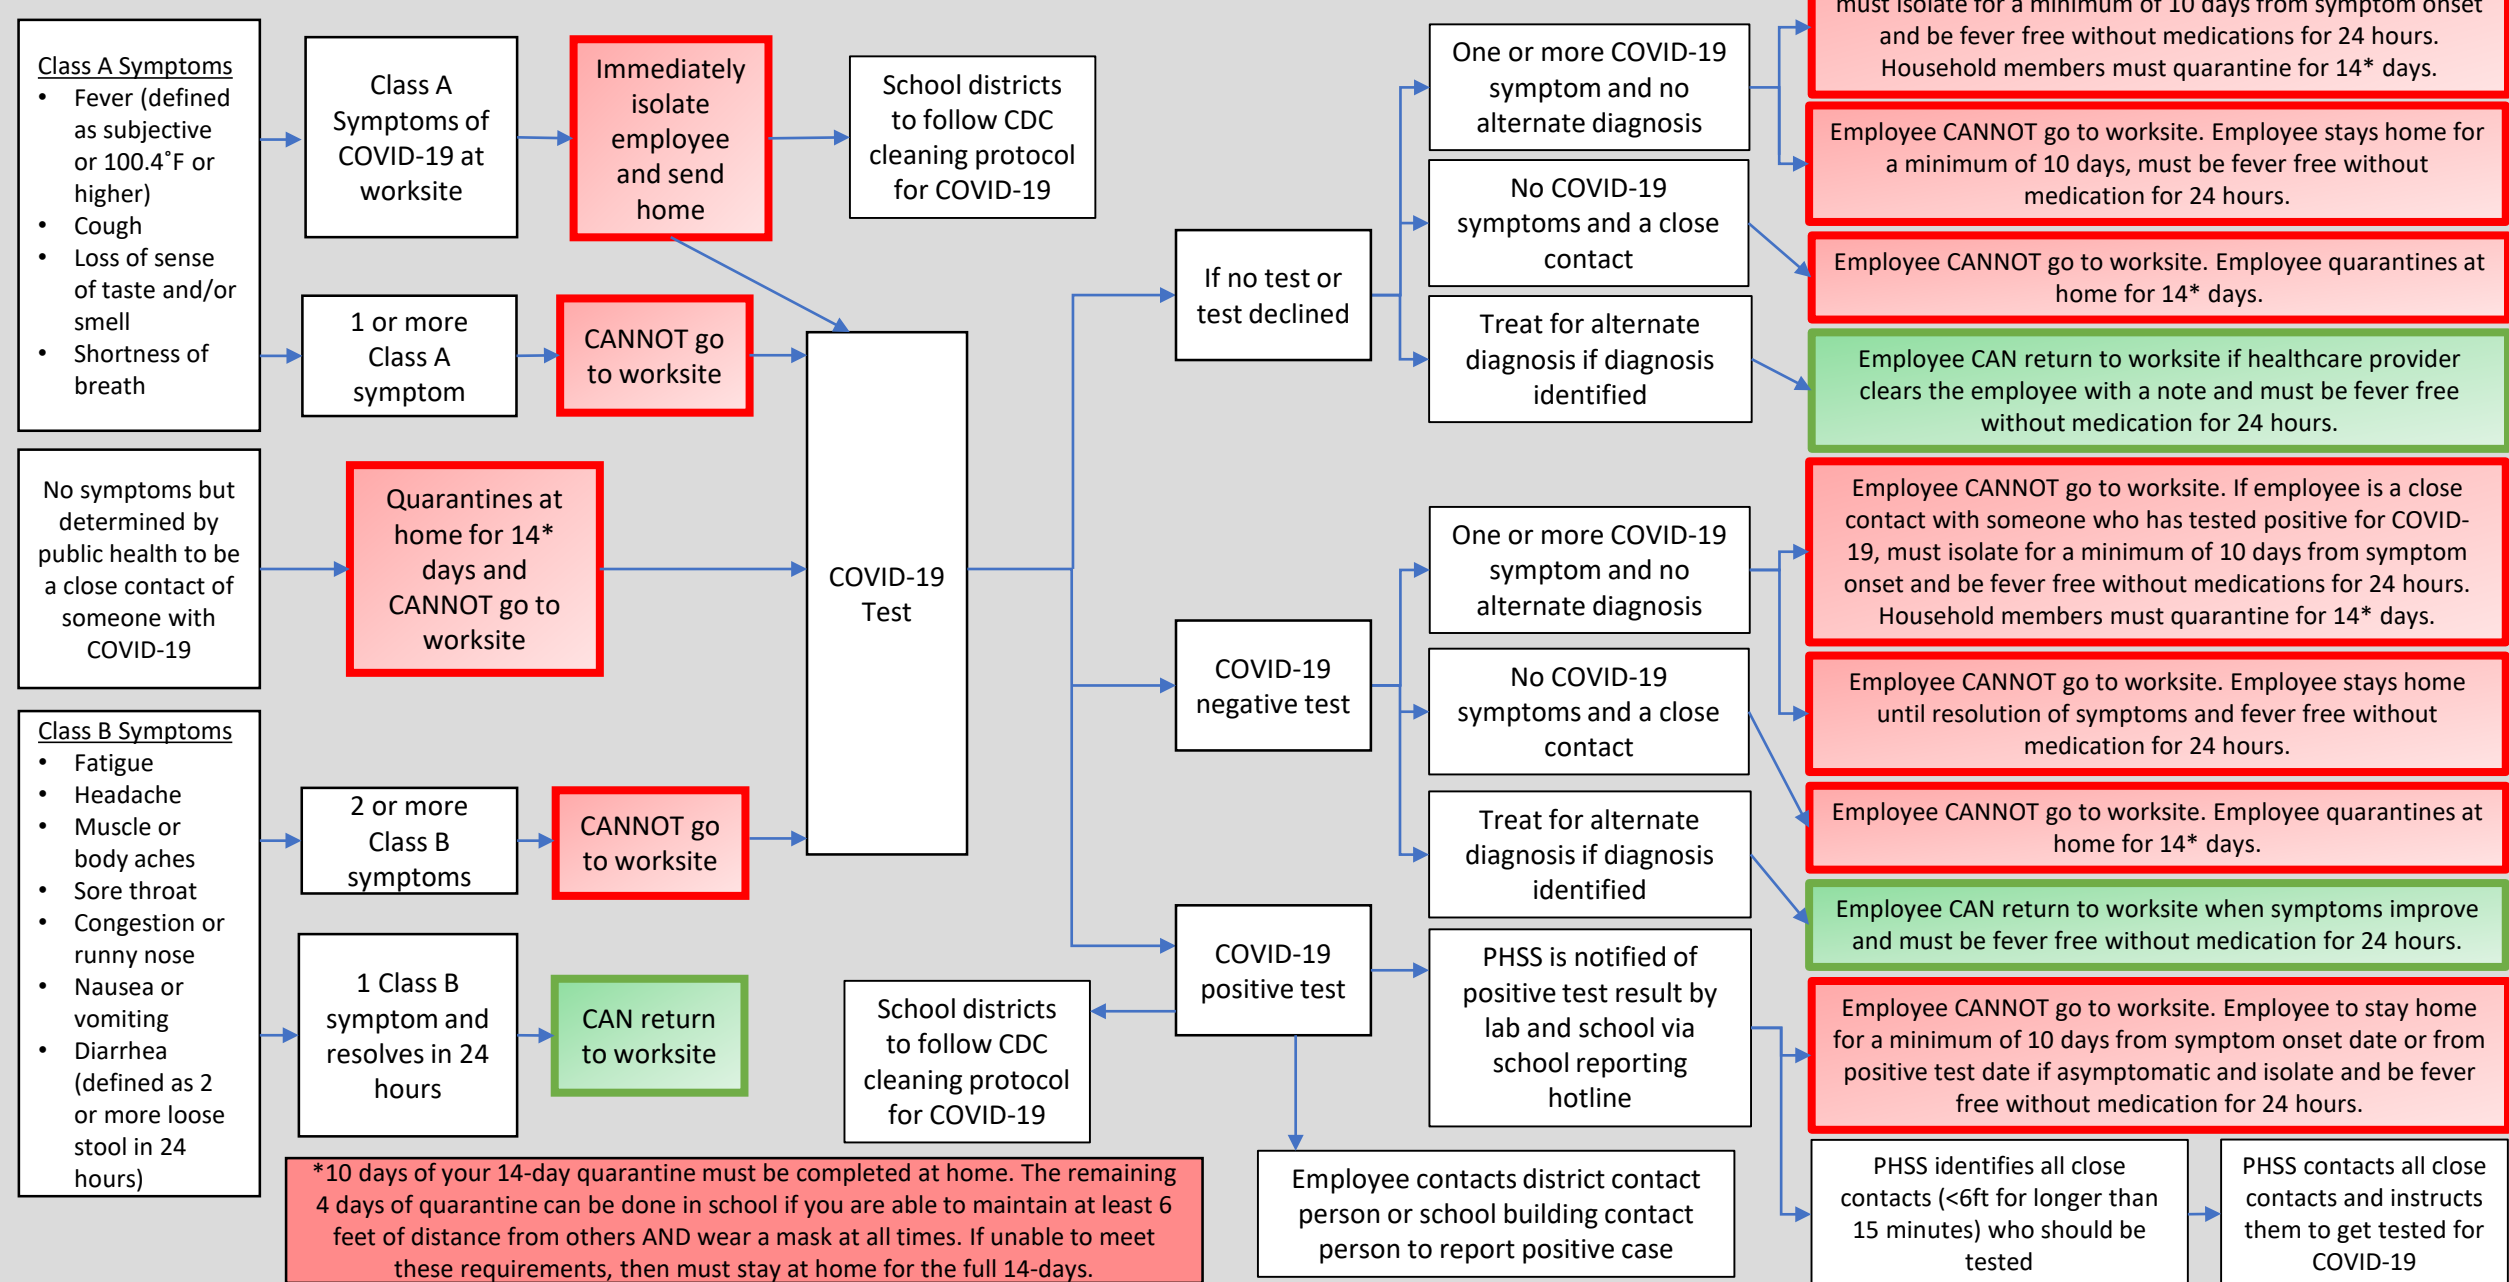 Class A Symptoms
• Fever (defined
as subjective
or 100.4˚F or
higher)
• Cough
• Loss of sense
of taste and/or
smell
• Shortness of
breath
Class A
Symptoms of
COVID-19 at
worksite
Immediately
isolate
employee
and send
home
School districts
to follow CDC
cleaning protocol
for COVID-19
1 or more
Class A
symptom
CANNOT go
to worksite
No symptoms but
determined by
public health to be
a close contact of
someone with
COVID-19
Quarantines at
home for 14*
days and
CANNOT go to
worksite
Class B Symptoms
• Fatigue
• Headache
• Muscle or
body aches
• Sore throat
• Congestion or
runny nose
• Nausea or
vomiting
• Diarrhea
(defined as 2
or more loose
stool in 24
hours)
2 or more
Class B
symptoms
CANNOT go
to worksite
1 Class B
symptom and
resolves in 24
hours
CAN return
to worksite
COVID-19
Test
If no test or
test declined
One or more COVID-19
symptom and no
alternate diagnosis
must isolate for a minimum of 10 days from symptom onset
and be fever free without medications for 24 hours.
Household members must quarantine for 14* days.
Employee CANNOT go to worksite. Employee stays home for
a minimum of 10 days, must be fever free without
medication for 24 hours.
No COVID-19
symptoms and a close
contact
Employee CANNOT go to worksite. Employee quarantines at
home for 14* days.
Treat for alternate
diagnosis if diagnosis
identified
Employee CAN return to worksite if healthcare provider
clears the employee with a note and must be fever free
without medication for 24 hours.
COVID-19
negative test
One or more COVID-19
symptom and no
alternate diagnosis
Employee CANNOT go to worksite. If employee is a close
contact with someone who has tested positive for COVID-
19, must isolate for a minimum of 10 days from symptom
onset and be fever free without medications for 24 hours.
Household members must quarantine for 14* days.
Employee CANNOT go to worksite. Employee stays home
until resolution of symptoms and fever free without
medication for 24 hours.
No COVID-19
symptoms and a close
contact
Employee CANNOT go to worksite. Employee quarantines at
home for 14* days.
Treat for alternate
diagnosis if diagnosis
identified
Employee CAN return to worksite when symptoms improve
and must be fever free without medication for 24 hours.
COVID-19
positive test
School districts
to follow CDC
cleaning protocol
for COVID-19
PHSS is notified of
positive test result by
lab and school via
school reporting
hotline
Employee CANNOT go to worksite. Employee to stay home
for a minimum of 10 days from symptom onset date or from
positive test date if asymptomatic and isolate and be fever
free without medication for 24 hours.
Employee contacts district contact
person or school building contact
person to report positive case
PHSS identifies all close
contacts (<6ft for longer than
15 minutes) who should be
tested
PHSS contacts all close
contacts and instructs
them to get tested for
COVID-19
*10 days of your 14-day quarantine must be completed at home. The remaining
4 days of quarantine can be done in school if you are able to maintain at least 6
feet of distance from others AND wear a mask at all times. If unable to meet
these requirements, then must stay at home for the full 14-days.